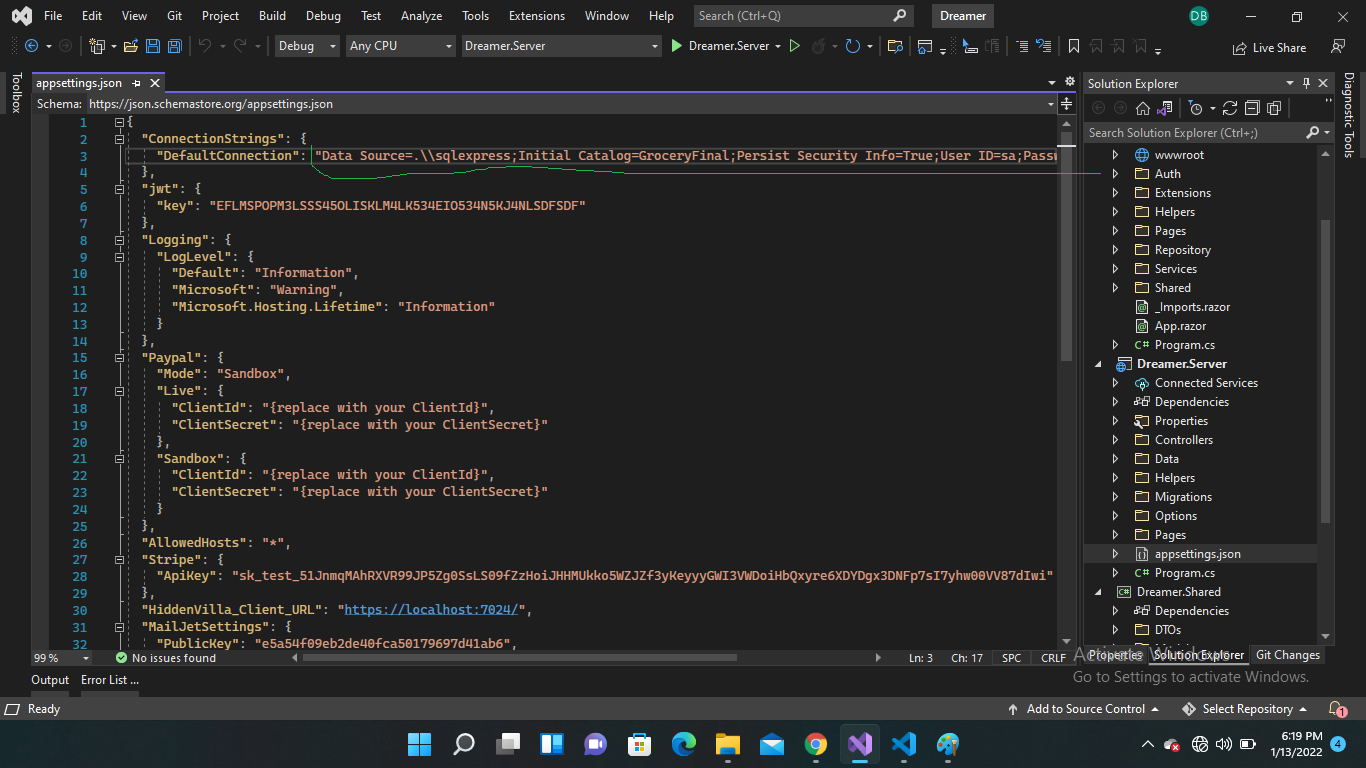 File Edit View Git Project Build Debug Test Analyze Tools Extensions Window Help Search (Ctrl+Q) Dreamer DB
Debug Any CPU Dreamer.Server Dreamer.Server Live Share
Toolbox
appsettings.json
Schema: https://json.schemastore.org/appsettings.json
1 {
2 "ConnectionStrings": {
3 "DefaultConnection": "Data Source=.\\sqlexpress;Initial Catalog=GroceryFinal;Persist Security Info=True;User ID=sa;Passw
4 },
5 "jwt": {
6 "key": "EFLMSPOPM3LSSS45OLISKLM4LK534EIO534N5KJ4NLSDFSDF"
7 },
8 "Logging": {
9 "LogLevel": {
10 "Default": "Information",
11 "Microsoft": "Warning",
12 "Microsoft.Hosting.Lifetime": "Information"
13 }
14 },
15 "Paypal": {
16 "Mode": "Sandbox",
17 "Live": {
18 "ClientId": "{replace with your ClientId}",
19 "ClientSecret": "{replace with your ClientSecret}"
20 },
21 "Sandbox": {
22 "ClientId": "{replace with your ClientId}",
23 "ClientSecret": "{replace with your ClientSecret}"
24 }
25 },
26 "AllowedHosts": "*",
27 "Stripe": {
28 "ApiKey": "sk_test_51JnmqMAhRXVR99JP5Zg0SsLS09fZzHoiJHHMUkko5WZJZf3yKeyyyGWI3VWDoiHbQxyre6XDYDgx3DNFp7sI7yhw00VV87dIwi"
29 },
30 "HiddenVilla_Client_URL": "https://localhost:7024/",
31 "MailJetSettings": {
32 "PublicKey": "e5a54f09eb2de40fca50179697d41ab6",
99 % No issues found Ln: 3 Ch: 17 SPC CRLF
Solution Explorer
Search Solution Explorer (Ctrl+;)
wwwroot
Auth
Extensions
Helpers
Pages
Repository
Services
Shared
_Imports.razor
App.razor
C# Program.cs
Dreamer.Server
Connected Services
Dependencies
Properties
Controllers
Data
Helpers
Migrations
Options
Pages
appsettings.json
C# Program.cs
C# Dreamer.Shared
Dependencies
DTOs
Properties Solution Explorer Git Changes
Diagnostic Tools
Activate Windows
Go to Settings to activate Windows.
Output Error List ...
Ready Add to Source Control Select Repository 1
6:19 PM
1/13/2022 4